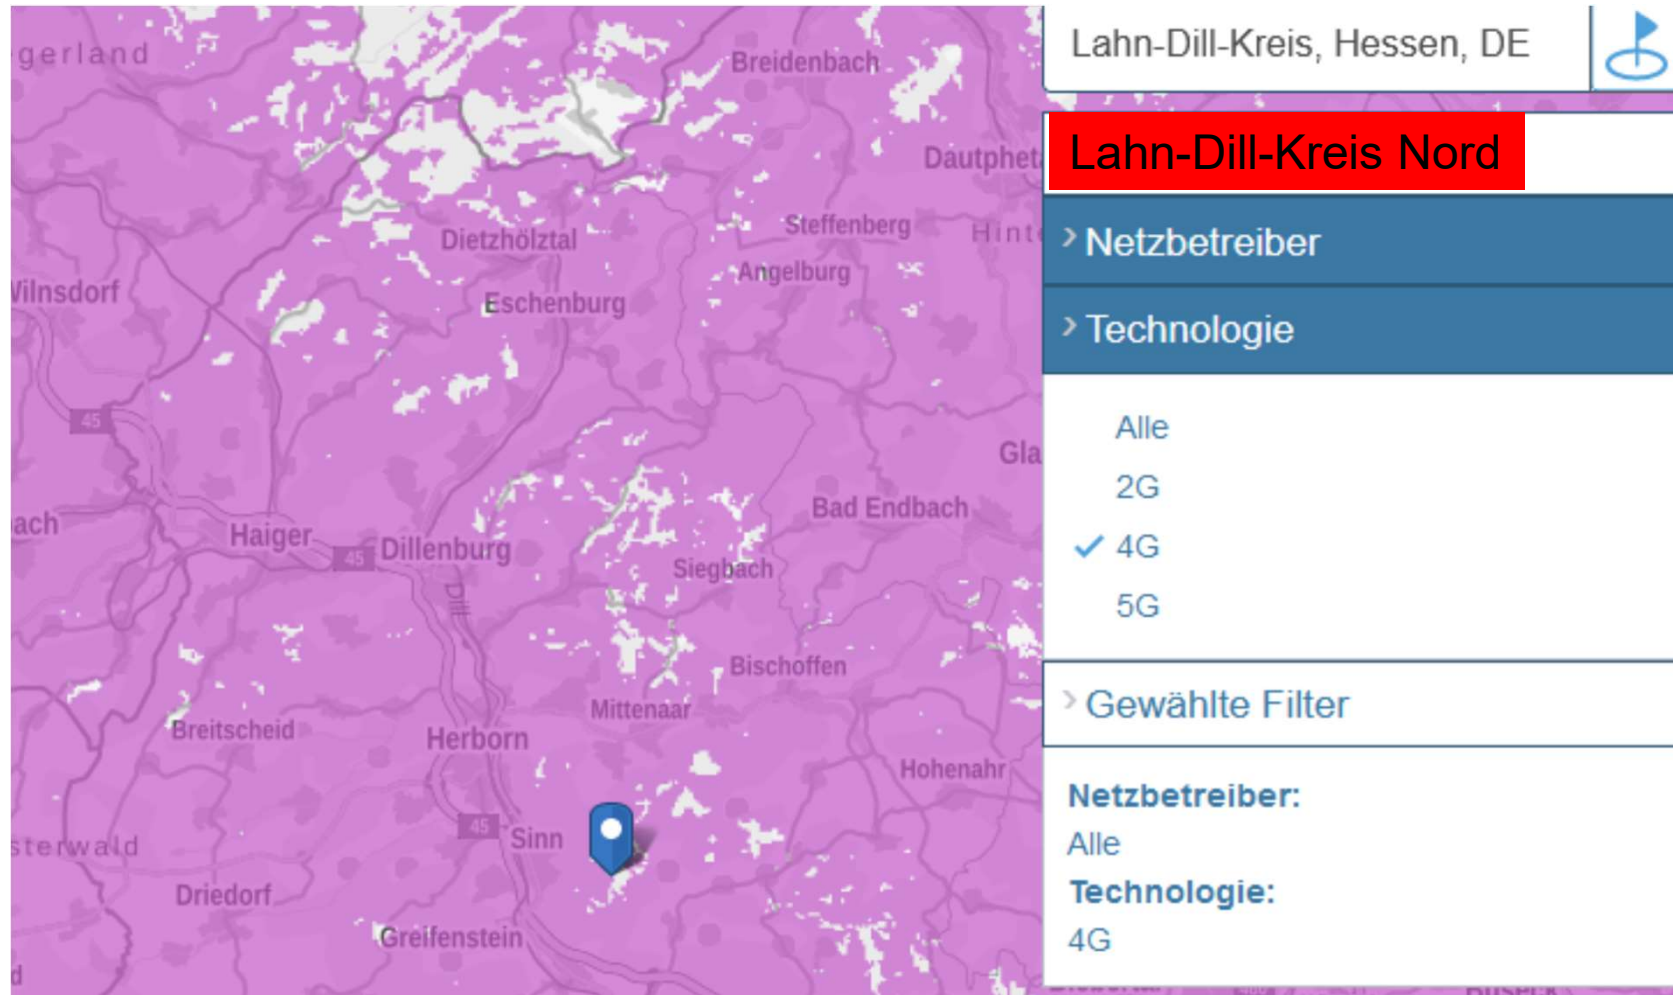 gerland
Breidenbach
Dautphet
Dietzhölztal
Steffenberg
Hint
Angelburg
Eschenburg
45
Gla
Bad Endbach
ach
Haiger
45
Dillenburg
Siegbach
Dill
Bischoffen
Mittenaar
Breitscheid
Herborn
Hohenahr
45
Sinn
sterwald
Driedorf
Greifenstein
Lahn-Dill-Kreis, Hessen, DE
Lahn-Dill-Kreis Nord
Netzbetreiber
Technologie
Alle
2G
4G
5G
Gewählte Filter
Netzbetreiber:
Alle
Technologie:
4G